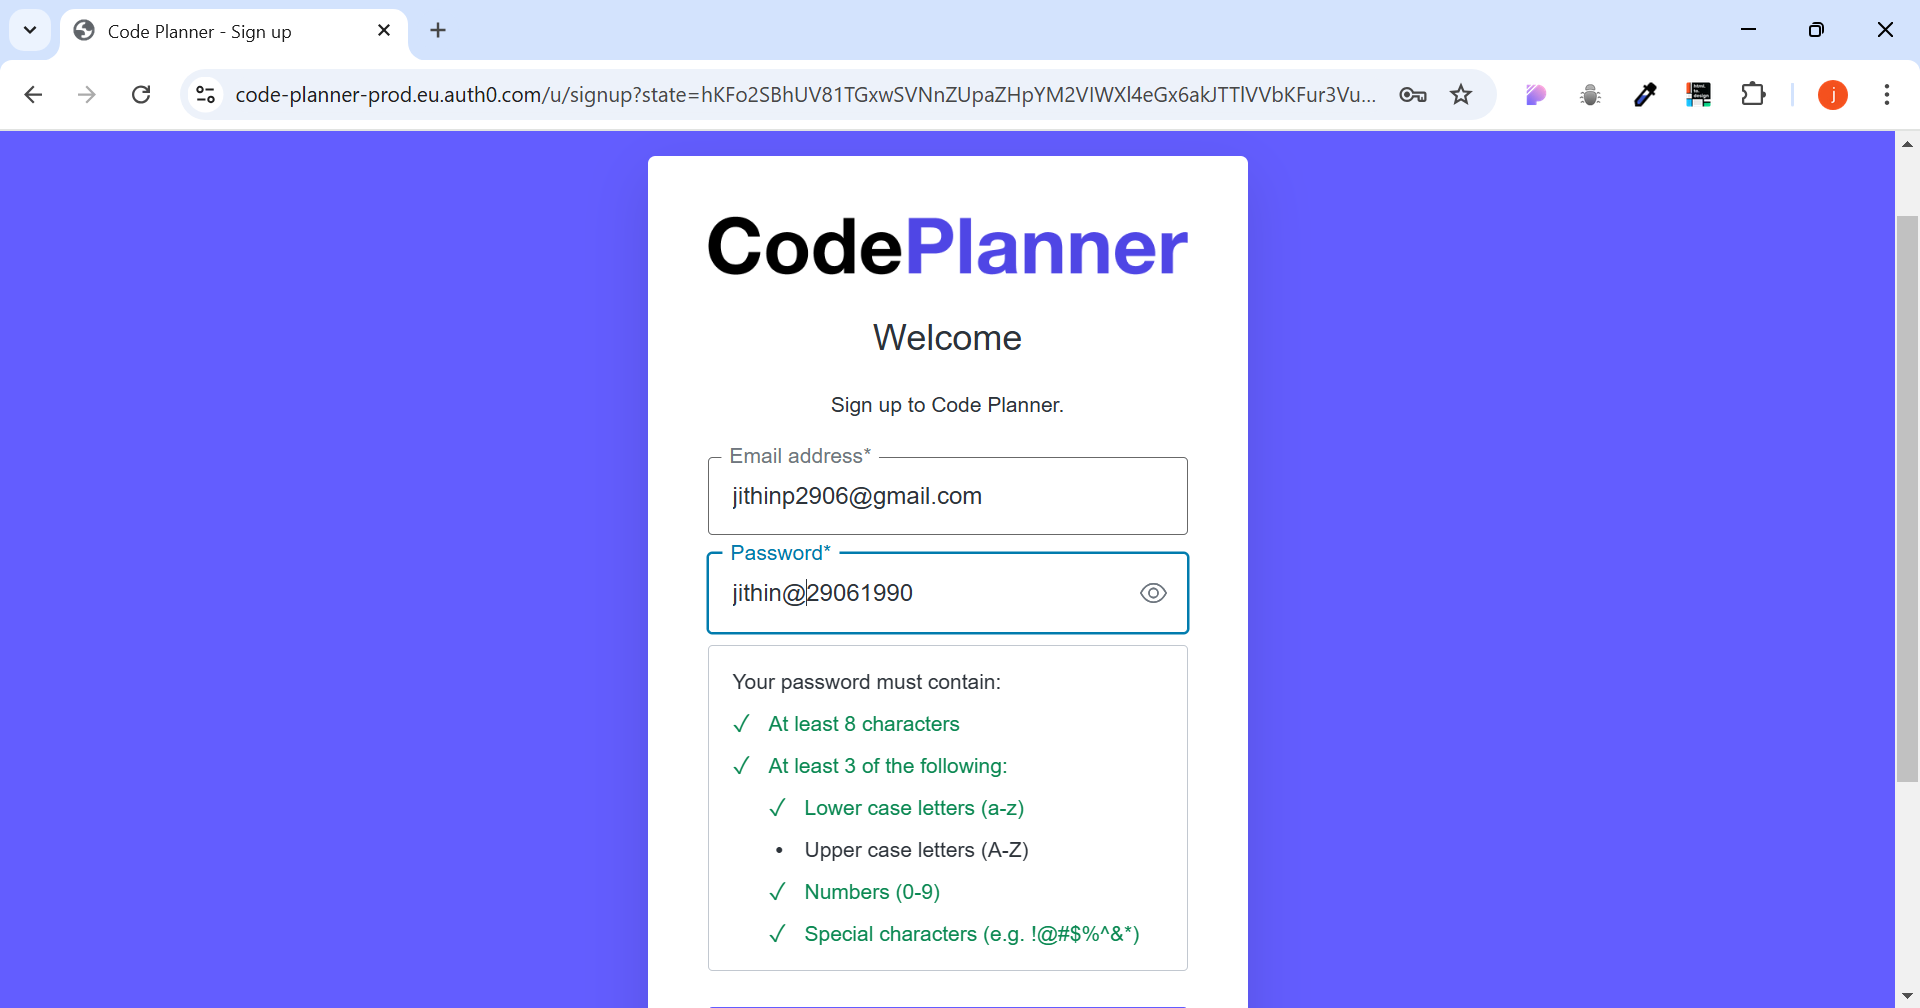 Code Planner - Sign up
code-planner-prod.eu.auth0.com/u/signup?state=hKFo2SBhUV81TGxwSVNnZUpaZHpYM2VIWXl4eGx6akJTTlVVbKFur3Vu...
j
CodePlanner
Welcome
Sign up to Code Planner.
Email address*
jithinp2906@gmail.com
Password*
jithin@29061990
Your password must contain:
At least 8 characters
At least 3 of the following:
Lower case letters (a-z)
Upper case letters (A-Z)
Numbers (0-9)
Special characters (e.g. !@#$%^&*)